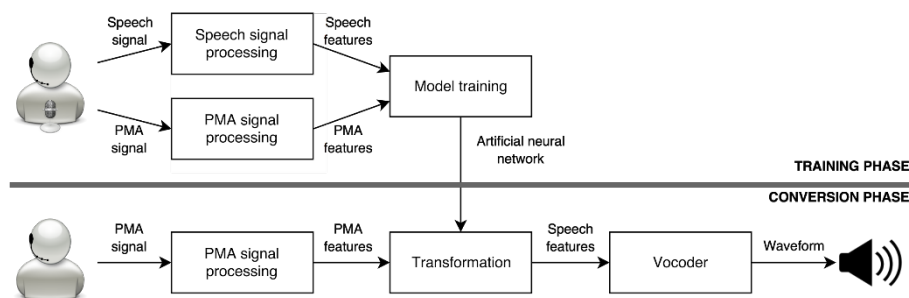 Speech
signal
Speech signal
processing
Speech
features
Model training
PMA
signal
PMA signal
processing
PMA
features
Artificial neural
network
TRAINING PHASE
CONVERSION PHASE
PMA
signal
PMA signal
processing
PMA
features
Transformation
Speech
features
Vocoder
Waveform